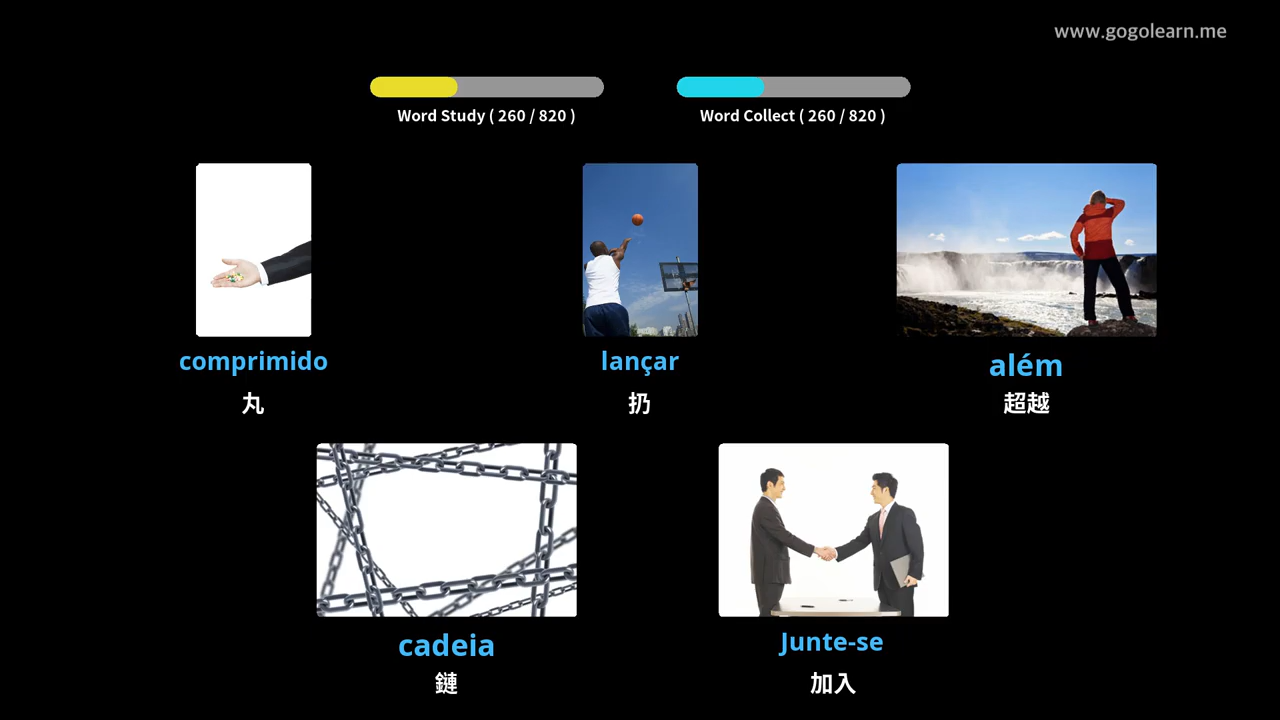 www.gogolearn.me
Word Study ( 260 / 820 )
Word Collect ( 260 / 820 )
comprimido
丸
lançar
扔
além
超越
cadeia
鏈
Junte-se
加入